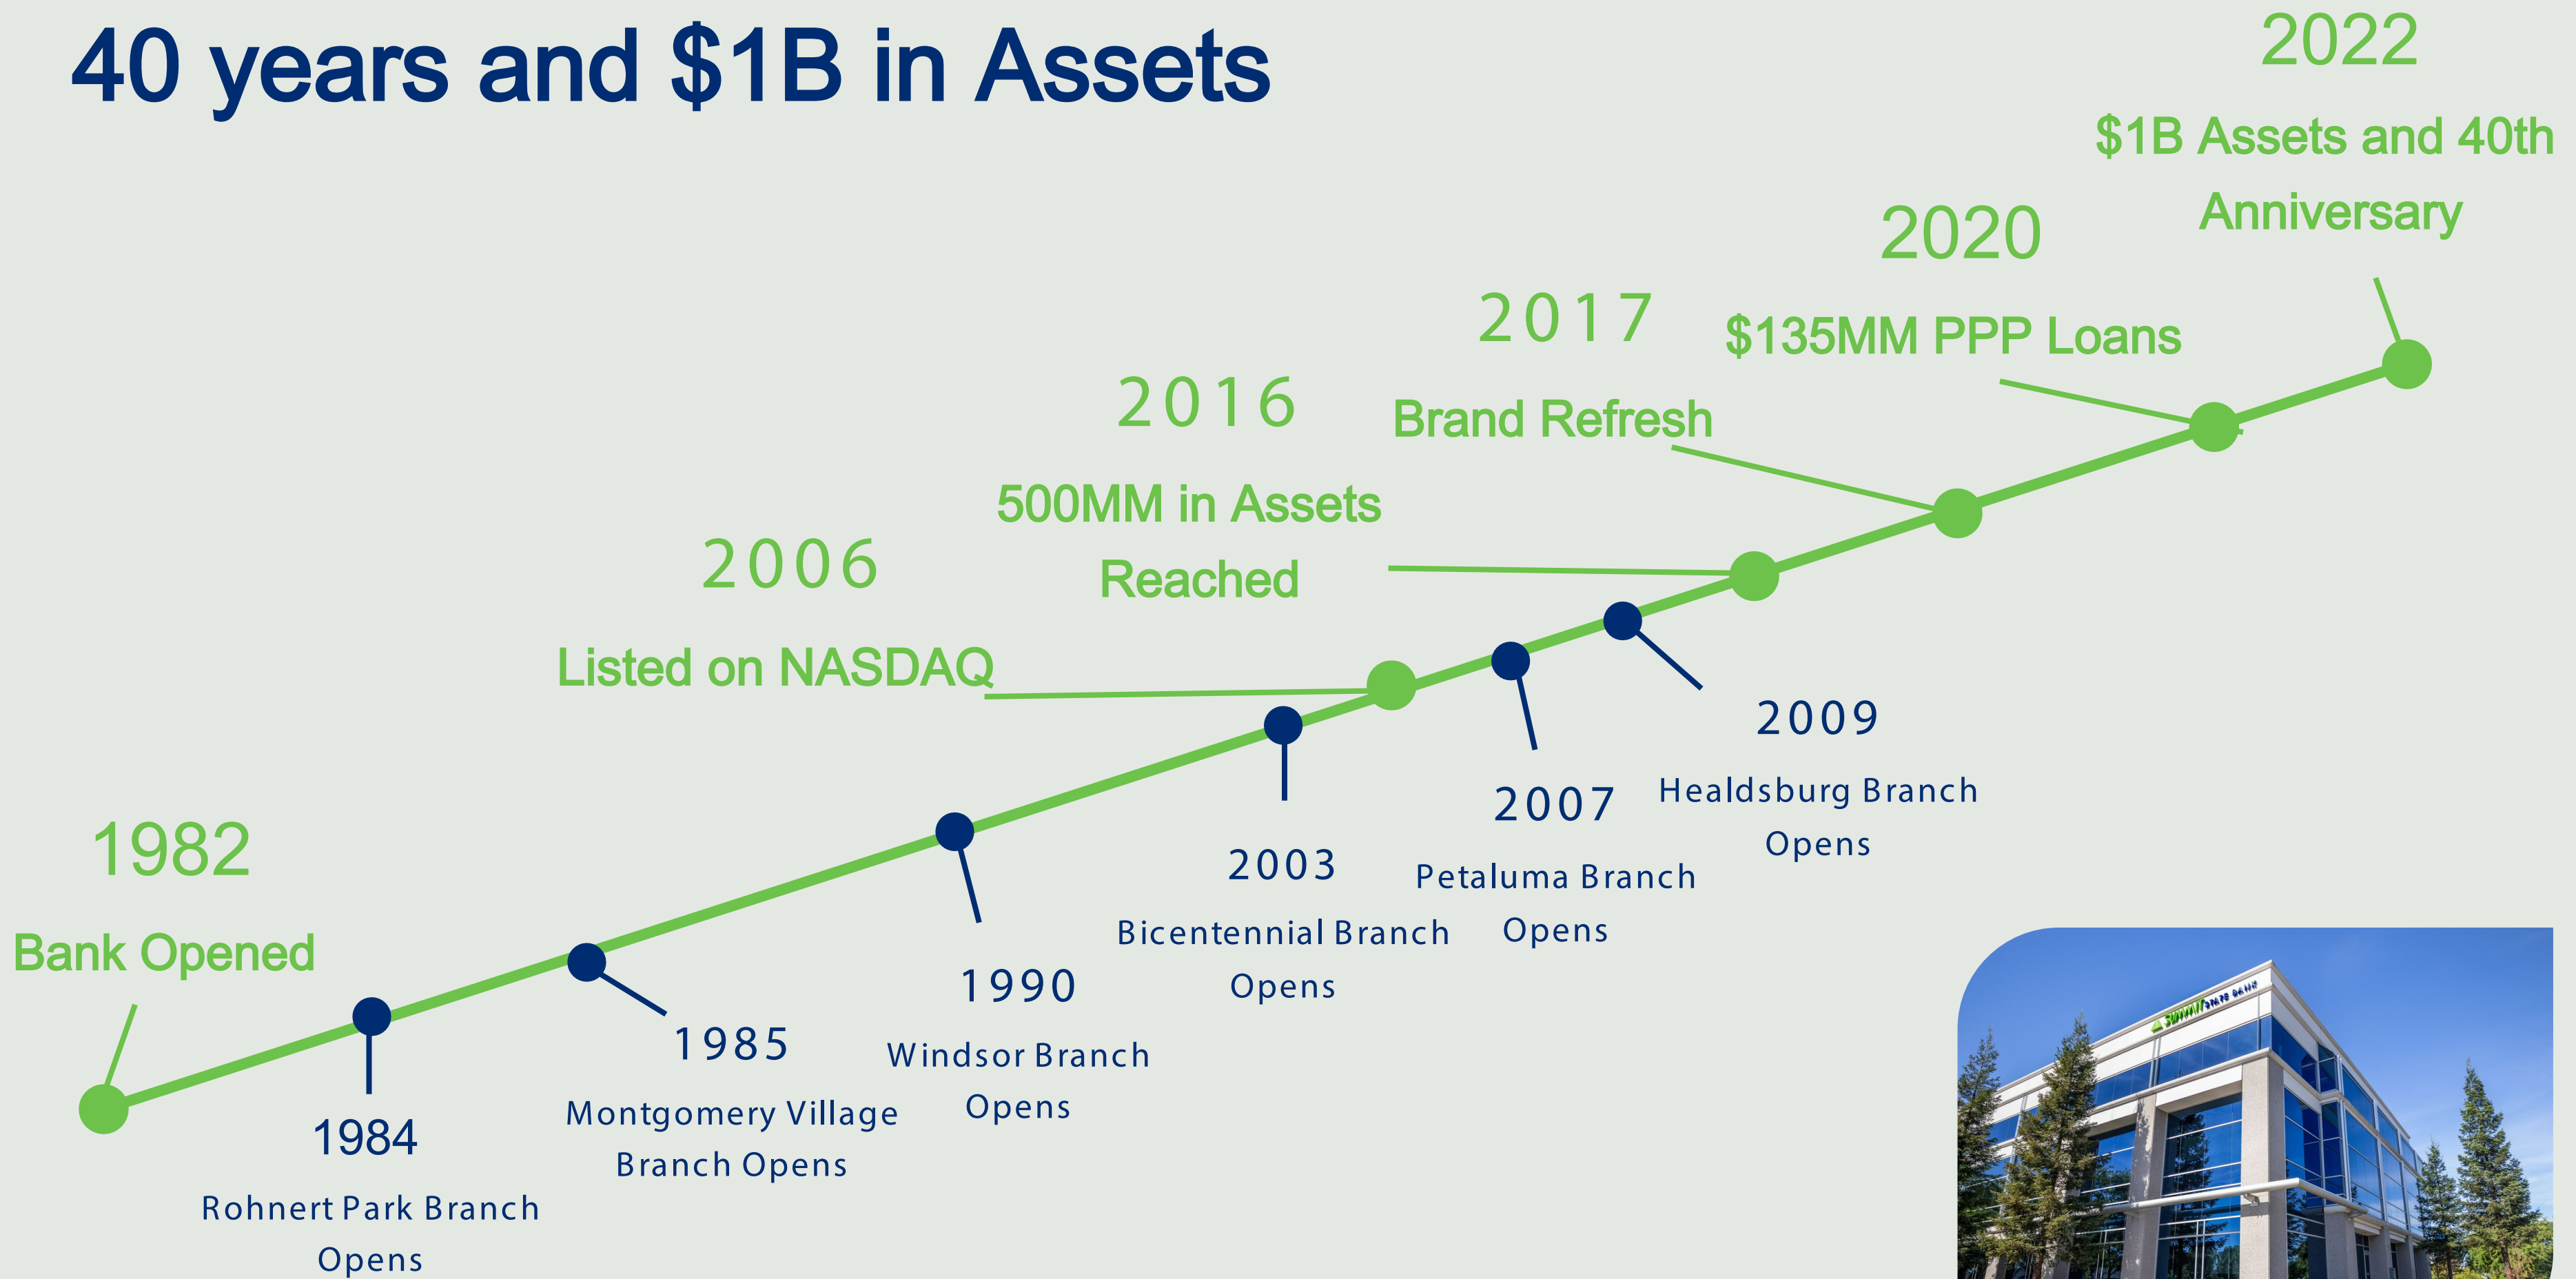 40 years and $1B in Assets
2022
$1B Assets and 40th
Anniversary
2020
$135MM PPP Loans
2017
Brand Refresh
2016
500MM in Assets
Reached
2006
Listed on NASDAQ
1982
Bank Opened
1984
Rohnert Park Branch
Opens
1985
Montgomery Village
Branch Opens
1990
Windsor Branch
Opens
2003
Bicentennial Branch
Opens
2007
Petaluma Branch
Opens
2009
Healdsburg Branch
Opens
SUMMIT STATE BANK